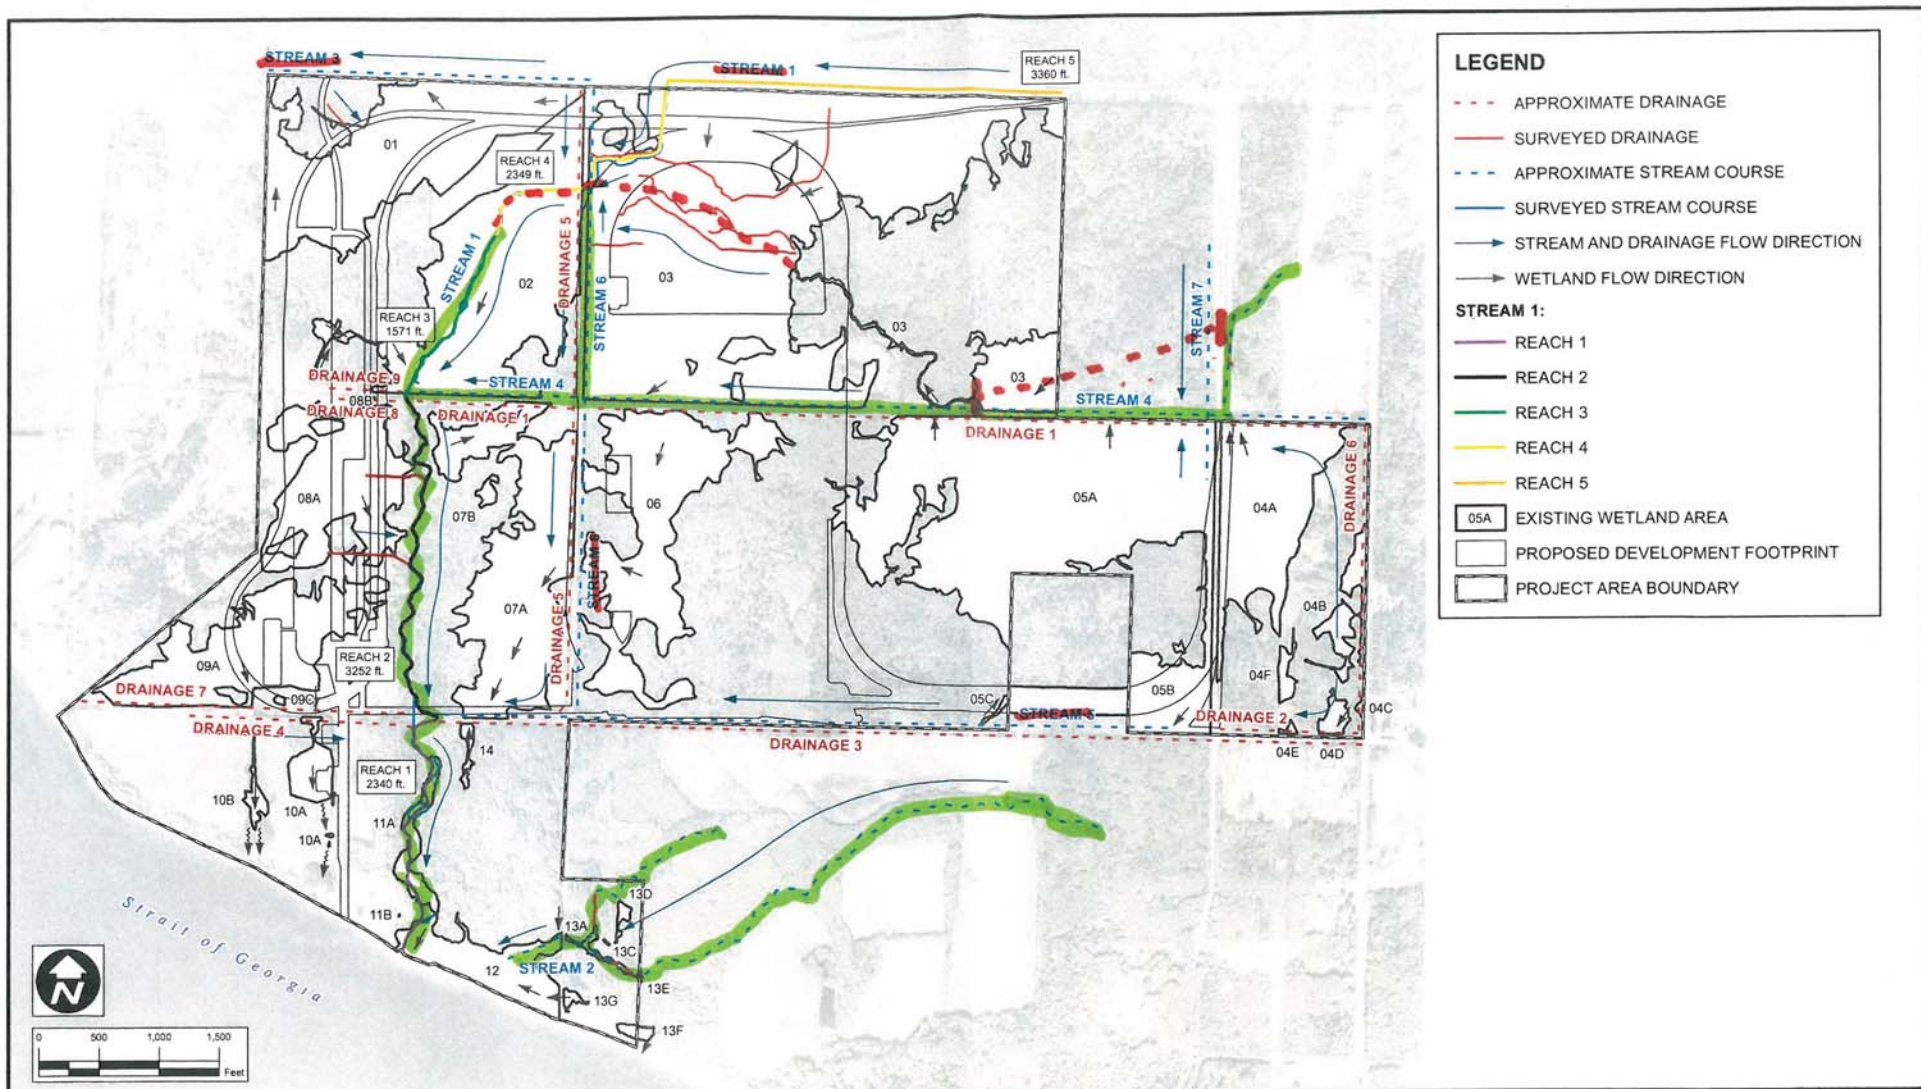 STREAM 3
STREAM 1
REACH 5
3360 ft.
01
REACH 4
2349 ft.
STREAM 1
02
DRAINAGE 5
STREAM 6
03
03
03
STREAM 7
REACH 3
1571 ft.
DRAINAGE 9
08B
STREAM 4
STREAM 4
DRAINAGE 8
DRAINAGE 1
DRAINAGE 1
DRAINAGE 6
08A
07B
06
05A
04A
STREAM 6
07A
DRAINAGE 5
04B
REACH 2
3252 ft.
09A
04F
DRAINAGE 7
09C
05C
05B
STREAM 5
DRAINAGE 2
04C
DRAINAGE 4
DRAINAGE 3
14
04E
04D
REACH 1
2340 ft.
10B
10A
10A
11A
11B
13D
13A
13C
12
STREAM 2
13E
13G
13F
Strait of Georgia
N
0 500 1,000 1,500
Feet
LEGEND
APPROXIMATE DRAINAGE
SURVEYED DRAINAGE
APPROXIMATE STREAM COURSE
SURVEYED STREAM COURSE
STREAM AND DRAINAGE FLOW DIRECTION
WETLAND FLOW DIRECTION
STREAM 1:
REACH 1
REACH 2
REACH 3
REACH 4
REACH 5
05A EXISTING WETLAND AREA
PROPOSED DEVELOPMENT FOOTPRINT
PROJECT AREA BOUNDARY